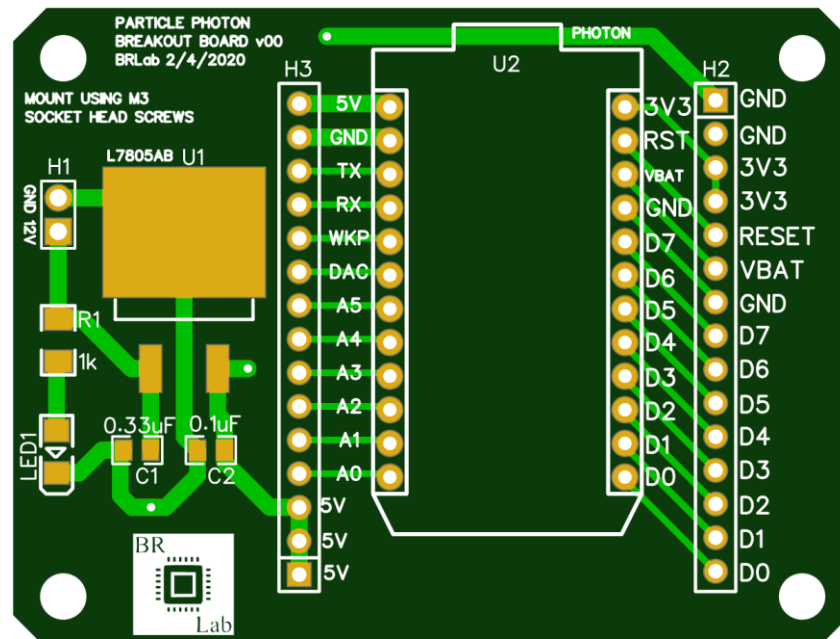 PARTICLE PHOTON
BREAKOUT BOARD v00
BRLab 2/4/2020
MOUNT USING M3
SOCKET HEAD SCREWS
PHOTON
U2
H3
H2
H1
L7805AB
U1
GND 12V
R1
1k
LED1
0.33uF
C1
0.1uF
C2
5V
GND
TX
RX
WKP
DAC
A5
A4
A3
A2
A1
A0
5V
5V
5V
3V3
RST
VBAT
GND
D7
D6
D5
D4
D3
D2
D1
D0
GND
GND
3V3
3V3
RESET
VBAT
GND
D7
D6
D5
D4
D3
D2
D1
D0
BR
Lab